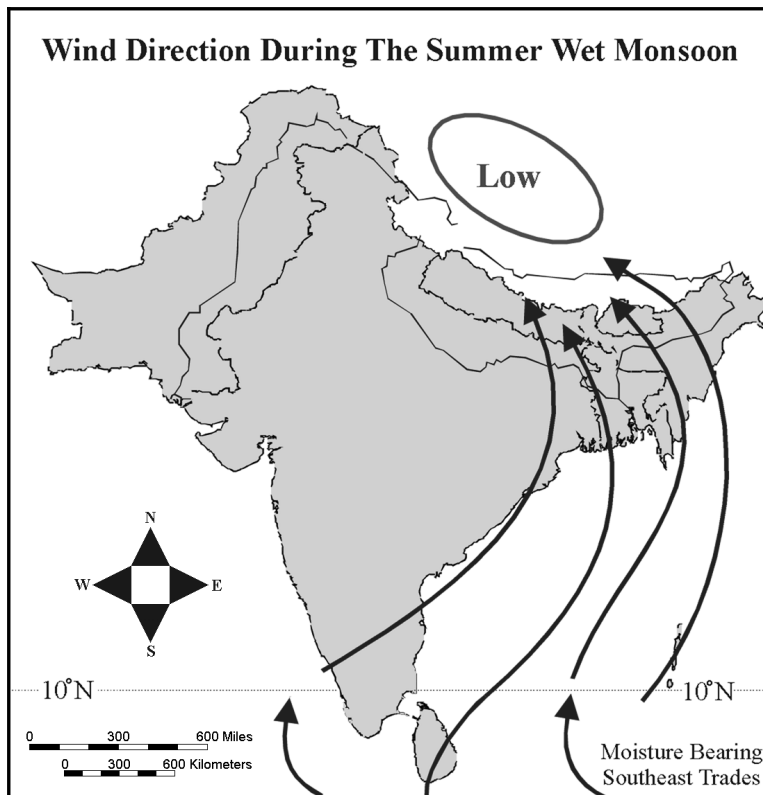 Wind Direction During The Summer Wet Monsoon
Low
N
W E
S
10°N 10°N
0 300 600 Miles
0 300 600 Kilometers
Moisture Bearing
Southeast Trades